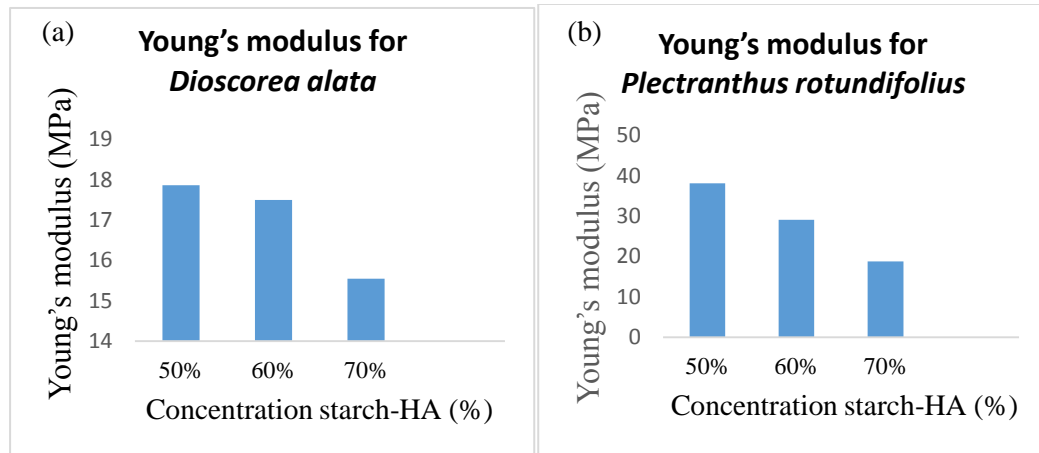 (a)
Young's modulus for
Dioscorea alata
Young's modulus (MPa)
19
18
17
16
15
14
50% 60% 70%
Concentration starch-HA (%)
(b)
Young's modulus for
Plectranthus rotundifolius
Young's modulus (MPa)
50
40
30
20
10
0
50% 60% 70%
Concentration starch-HA (%)